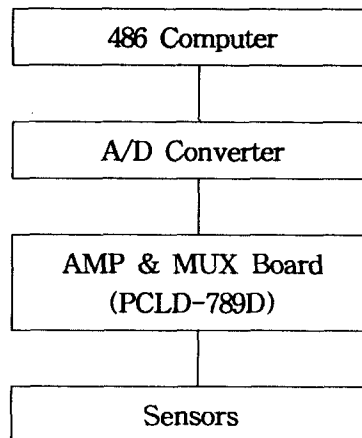 486 Computer
A/D Converter
AMP & MUX Board
(PCLD-789D)
Sensors